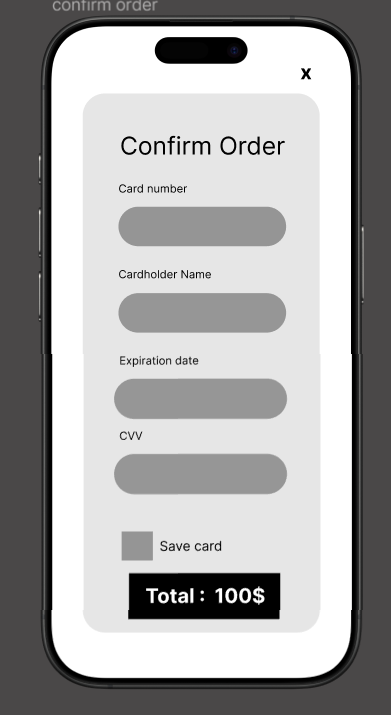 confirm order
X
Confirm Order
Card number
Cardholder Name
Expiration date
CVV
Save card
Total : 100$